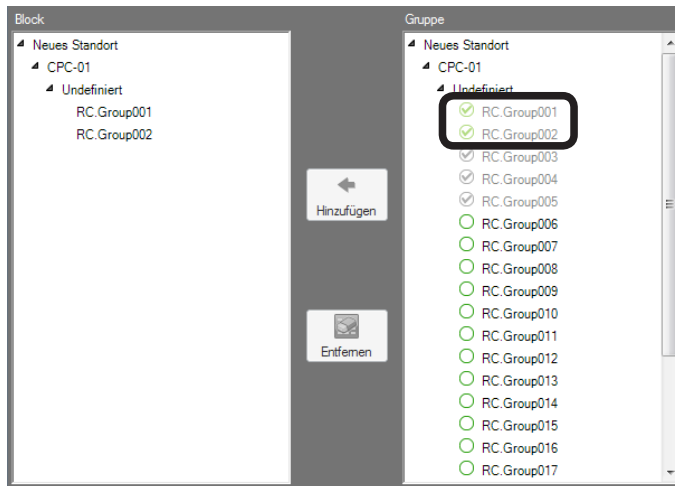 Block
Neues Standort
CPC-01
Undefiniert
RC.Group001
RC.Group002
Hinzufügen
Entfernen
Gruppe
Neues Standort
CPC-01
Undefiniert
RC.Group001
RC.Group002
RC.Group003
RC.Group004
RC.Group005
RC.Group006
RC.Group007
RC.Group008
RC.Group009
RC.Group010
RC.Group011
RC.Group012
RC.Group013
RC.Group014
RC.Group015
RC.Group016
RC.Group017